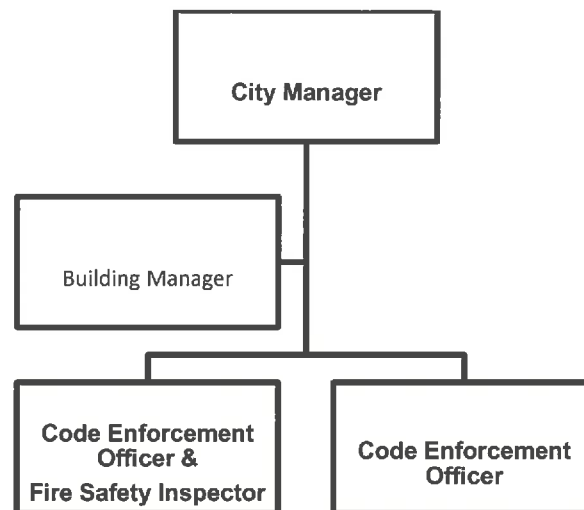 City Manager
Building Manager
Code Enforcement
Officer &
Fire Safety Inspector
Code Enforcement
Officer